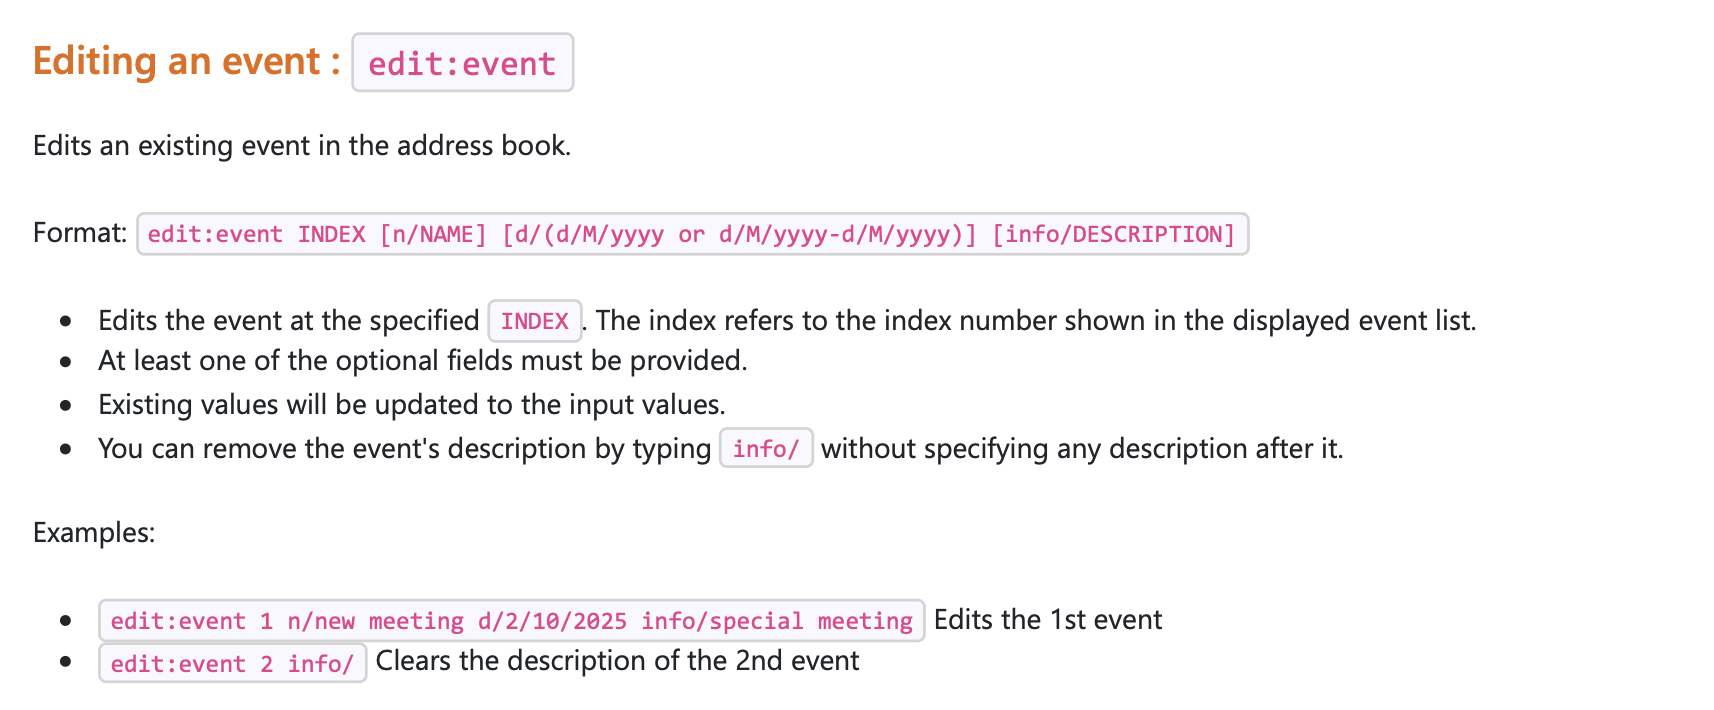 Editing an event : edit:event
Edits an existing event in the address book.
Format: edit:event INDEX [n/NAME] [d/(d/M/yyyy or d/M/yyyy-d/M/yyyy)] [info/DESCRIPTION]
• Edits the event at the specified INDEX. The index refers to the index number shown in the displayed event list.
• At least one of the optional fields must be provided.
• Existing values will be updated to the input values.
• You can remove the event's description by typing info/ without specifying any description after it.
Examples:
• edit:event 1 n/new meeting d/2/10/2025 info/special meeting Edits the 1st event
• edit:event 2 info/ Clears the description of the 2nd event